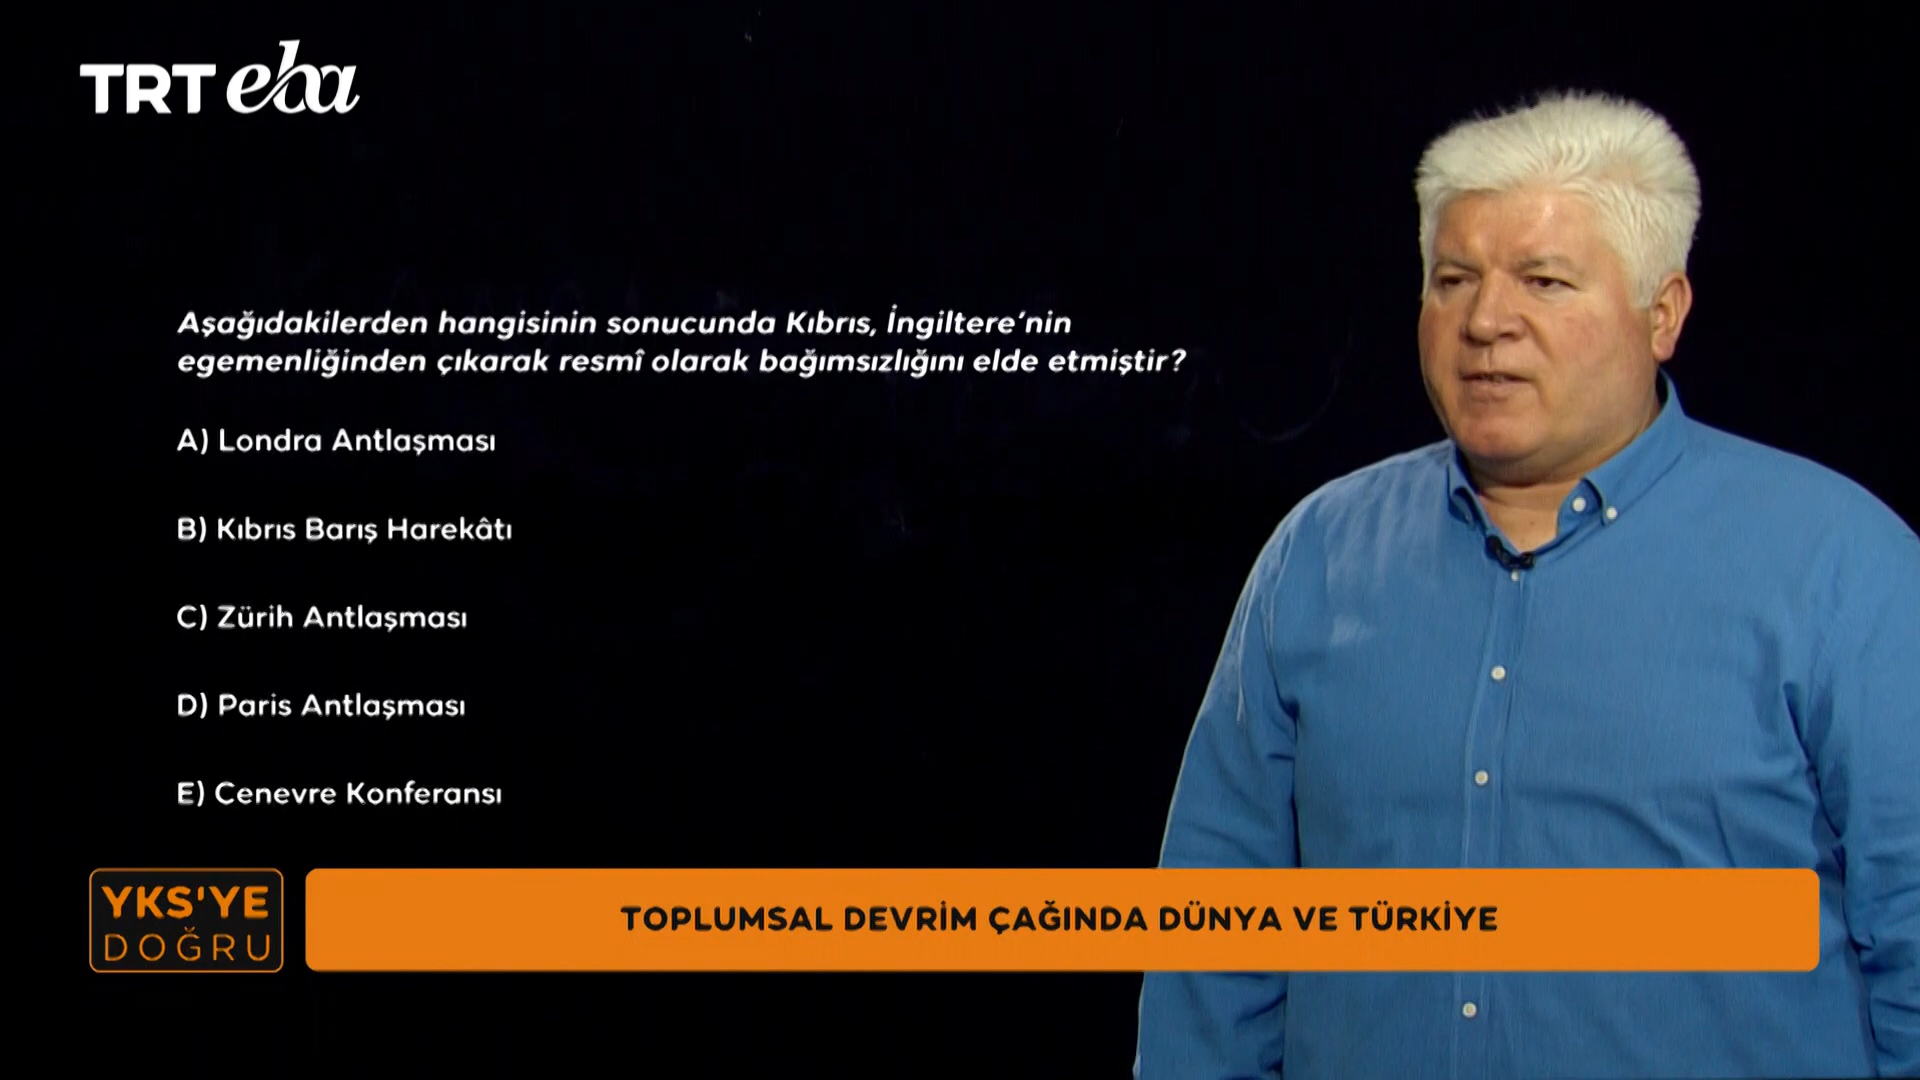 TRT eba
Aşağıdakilerden hangisinin sonucunda Kıbrıs, İngiltere'nin
egemenliğinden çıkarak resmî olarak bağımsızlığını elde etmiştir?
A) Londra Antlaşması
B) Kıbrıs Barış Harekâtı
C) Zürih Antlaşması
D) Paris Antlaşması
E) Cenevre Konferansı
YKS'YE
DOĞRU
TOPLUMSAL DEVRİM ÇAĞINDA DÜNYA VE TÜRKİYE